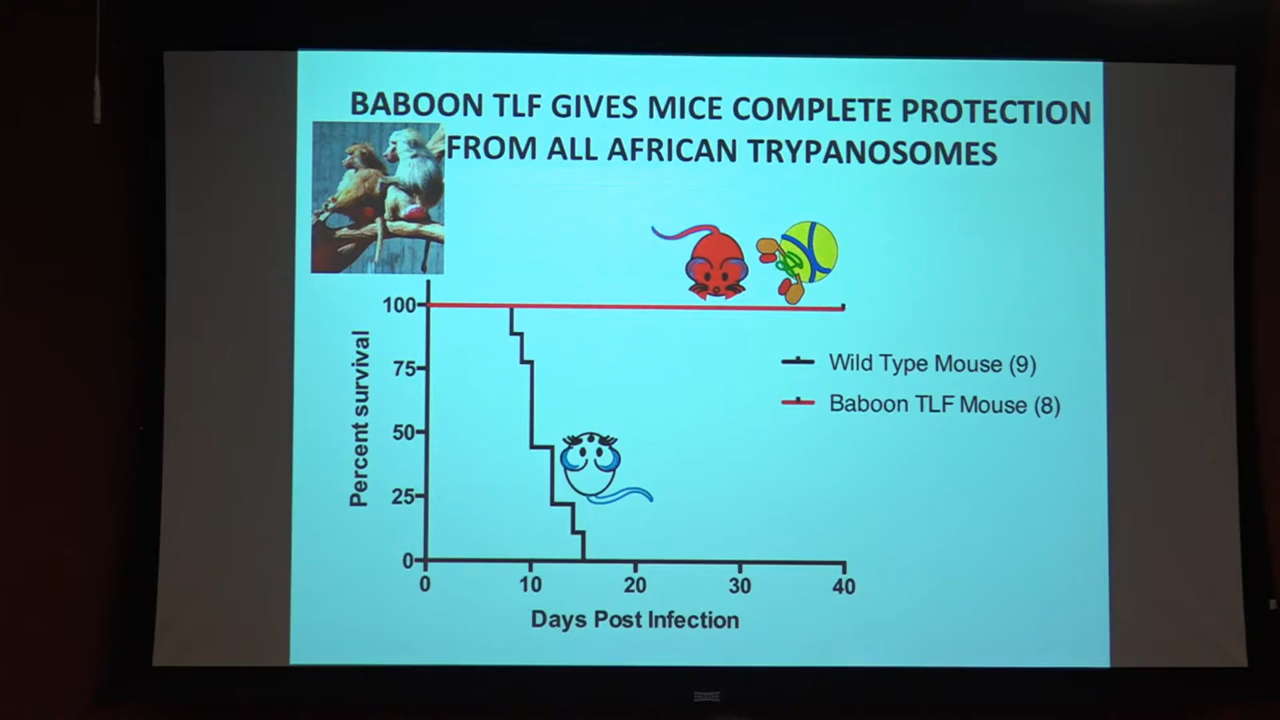 BABOON TLF GIVES MICE COMPLETE PROTECTION
FROM ALL AFRICAN TRYPANOSOMES
100
75
50
25
0
Percent survival
Wild Type Mouse (9)
Baboon TLF Mouse (8)
0 10 20 30 40
Days Post Infection